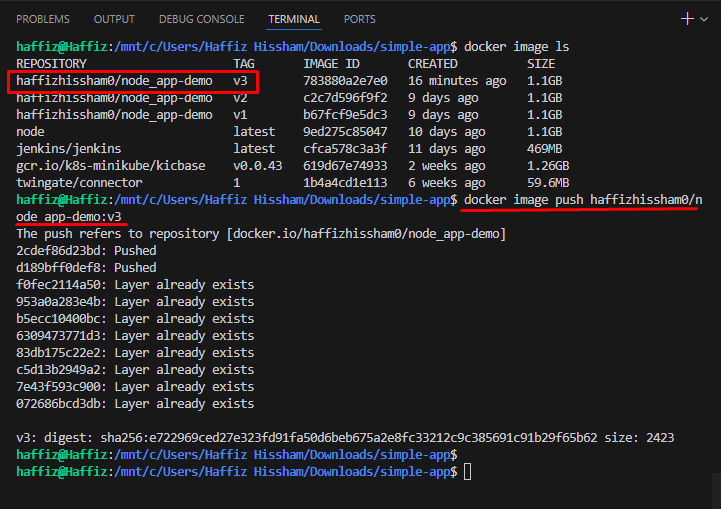 PROBLEMS OUTPUT DEBUG CONSOLE TERMINAL PORTS
haffiz@Haffiz:/mnt/c/Users/Haffiz Hissham/Downloads/simple-app$ docker image ls
REPOSITORY TAG IMAGE ID CREATED SIZE
haffizhissham0/node_app-demo v3 783880a2e7e0 16 minutes ago 1.1GB
haffizhissham0/node_app-demo v2 c2c7d596f9f2 9 days ago 1.1GB
haffizhissham0/node_app-demo v1 b67fcf9e5dc3 9 days ago 1.1GB
node latest 9ed275c85047 10 days ago 1.1GB
jenkins/jenkins latest cfca578c3a3f 11 days ago 469MB
gcr.io/k8s-minikube/kicbase v0.0.43 619d67e74933 2 weeks ago 1.26GB
twingate/connector 1 1b4a4cd1e113 6 weeks ago 59.6MB
haffiz@Haffiz:/mnt/c/Users/Haffiz Hissham/Downloads/simple-app$ docker image push haffizhissham0/n
ode_app-demo:v3
The push refers to repository [docker.io/haffizhissham0/node_app-demo]
2cdef86d23bd: Pushed
d189bff0def8: Pushed
f0fec2114a50: Layer already exists
953a0a283e4b: Layer already exists
b5ecc10400bc: Layer already exists
6309473771d3: Layer already exists
83db175c22e2: Layer already exists
c5d13b2949a2: Layer already exists
7e43f593c900: Layer already exists
072686bcd3db: Layer already exists
v3: digest: sha256:e722969ced27e323fd91fa50d6beb675a2e8fc33212c9c385691c91b29f65b62 size: 2423
haffiz@Haffiz:/mnt/c/Users/Haffiz Hissham/Downloads/simple-app$
haffiz@Haffiz:/mnt/c/Users/Haffiz Hissham/Downloads/simple-app$